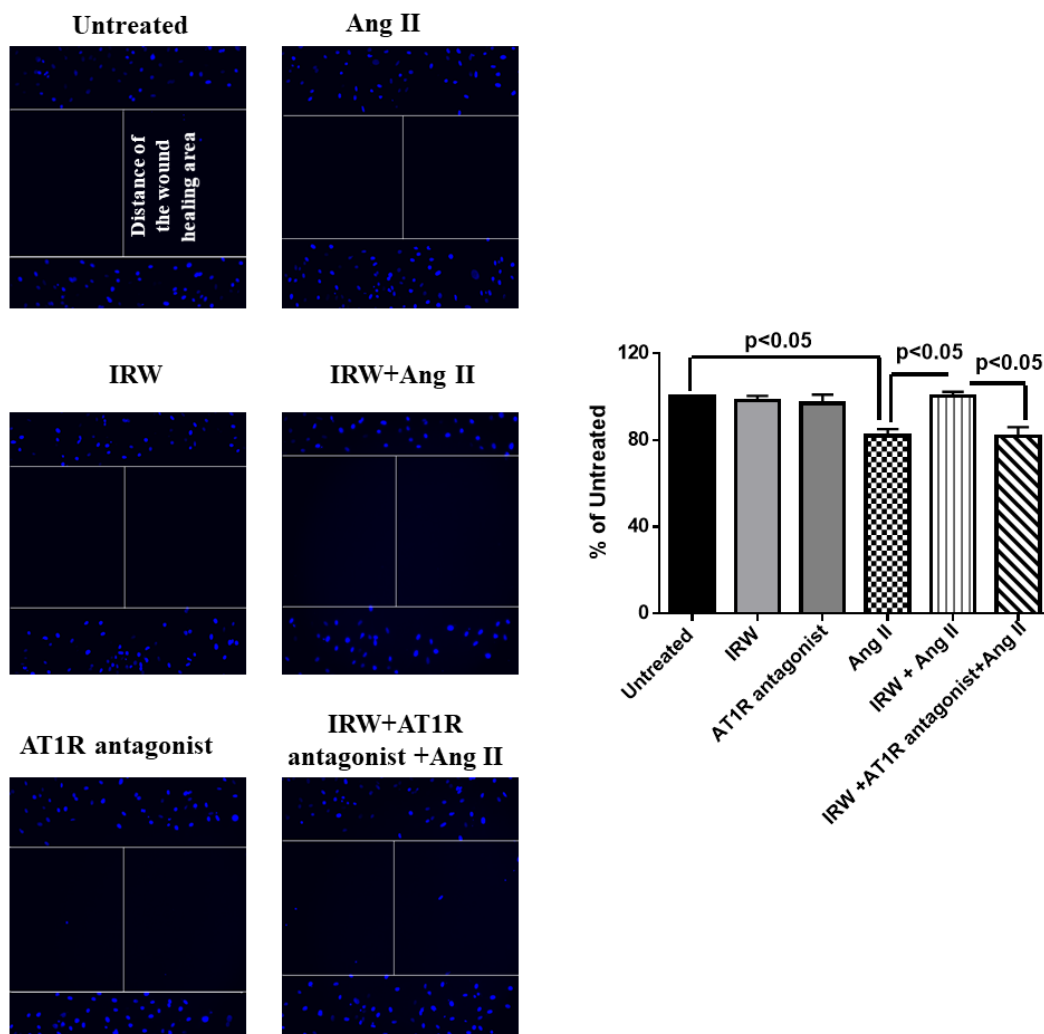 Untreated
Ang II
Distance of
the wound
healing area
IRW
IRW+Ang II
AT1R antagonist
IRW+AT1R
antagonist +Ang II
p<0.05
p<0.05
p<0.05
120
80
40
0
% of Untreated
Untreated
IRW
AT1R antagonist
Ang II
IRW + Ang II
IRW +AT1R antagonist+Ang II